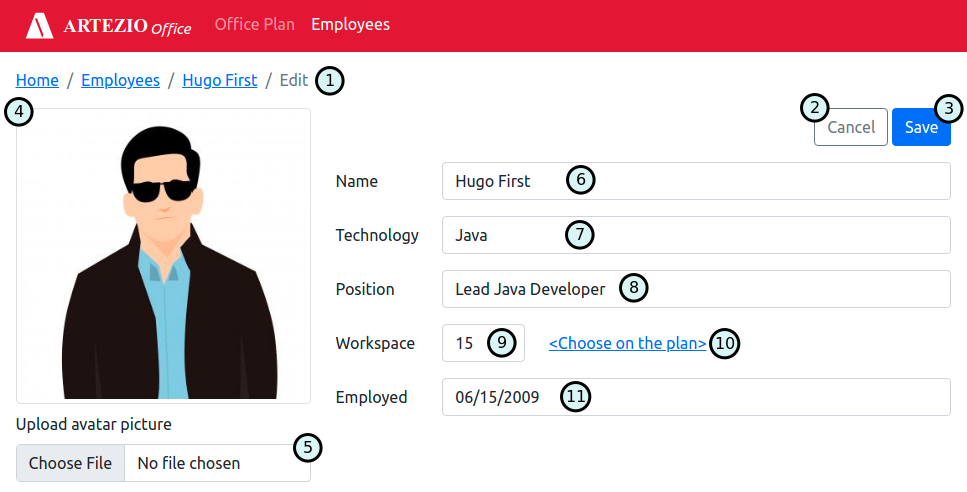 ARTEZIO Office Office Plan Employees
Home / Employees / Hugo First / Edit 1
4
2 Cancel 3 Save
Name Hugo First 6
Technology Java 7
Position Lead Java Developer 8
Workspace 15 9 <Choose on the plan> 10
Employed 06/15/2009 11
Upload avatar picture
Choose File No file chosen 5